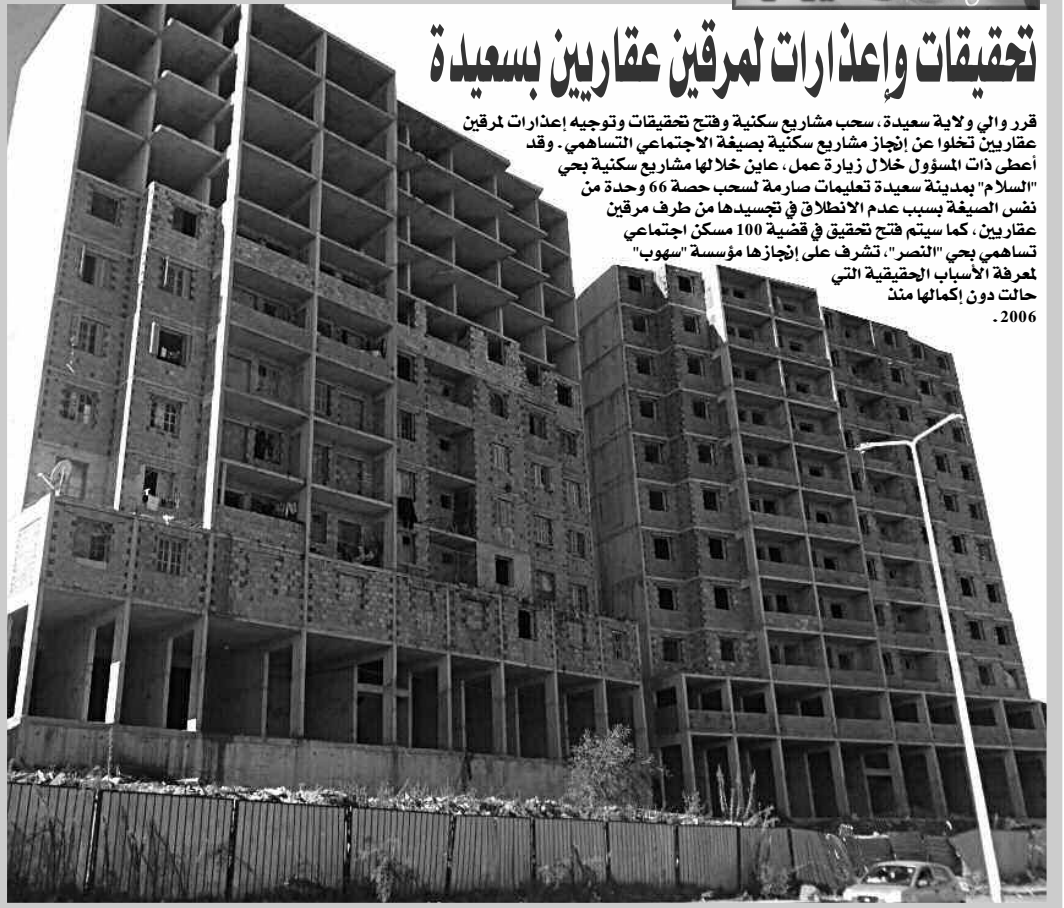 تحقيقات وإعذارات لمرقين عقاريين بسعيدة
قرر والي ولاية سعيدة، سحب مشاريع سكنية وفتح تحقيقات وتوجيه إعذارات لمرقين
عقاريين تخلوا عن إنجاز مشاريع سكنية بصيغة الاجتماعي التساهمي. وقد
أعطى ذات المسؤول خلال زيارة عمل، عاين خلالها مشاريع سكنية بحي
"السلام" بمدينة سعيدة تعليمات صارمة لسحب حصة 66 وحدة من
نفس الصيغة بسبب عدم الانطلاق في تجسيدها من طرف مرقين
عقاريين، كما سيتم فتح تحقيق في قضية 100 مسكن اجتماعي
تساهمي بحي "النصر"، تشرف على إنجازها مؤسسة "سهوب"
لمعرفة الأسباب الحقيقية التي
حالت دون إكمالها منذ
2006.